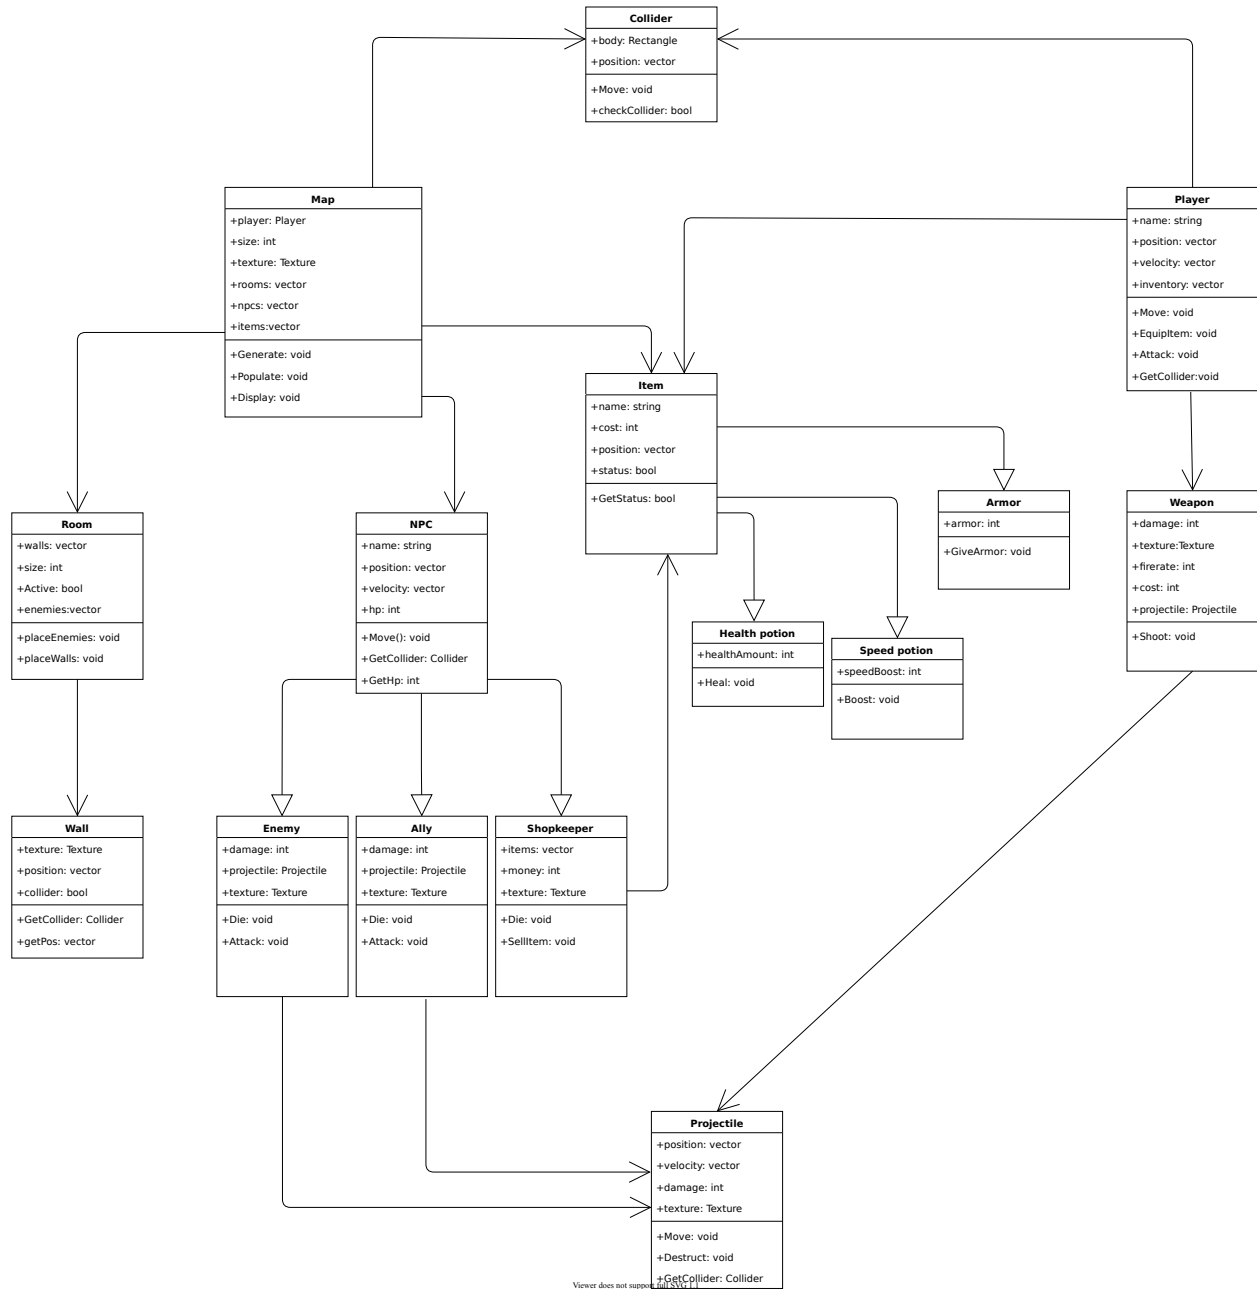 Collider
+body: Rectangle
+position: vector
+Move: void
+checkCollider: bool
Map
+player: Player
+size: int
+texture: Texture
+rooms: vector
+npcs: vector
+items:vector
+Generate: void
+Populate: void
+Display: void
Player
+name: string
+position: vector
+velocity: vector
+inventory: vector
+Move: void
+EquipItem: void
+Attack: void
+GetCollider:void
Item
+name: string
+cost: int
+position: vector
+status: bool
+GetStatus: bool
Armor
+armor: int
+GiveArmor: void
Weapon
+damage: int
+texture:Texture
+firerate: int
+cost: int
+projectile: Projectile
+Shoot: void
Room
+walls: vector
+size: int
+Active: bool
+enemies:vector
+placeEnemies: void
+placeWalls: void
NPC
+name: string
+position: vector
+velocity: vector
+hp: int
+Move(): void
+GetCollider: Collider
+GetHp: int
Health potion
+healthAmount: int
+Heal: void
Speed potion
+speedBoost: int
+Boost: void
Wall
+texture: Texture
+position: vector
+collider: bool
+GetCollider: Collider
+getPos: vector
Enemy
+damage: int
+projectile: Projectile
+texture: Texture
+Die: void
+Attack: void
Ally
+damage: int
+projectile: Projectile
+texture: Texture
+Die: void
+Attack: void
Shopkeeper
+items: vector
+money: int
+texture: Texture
+Die: void
+SellItem: void
Projectile
+position: vector
+velocity: vector
+damage: int
+texture: Texture
+Move: void
+Destruct: void
+GetCollider: Collider
Viewer does not support full SVG 1.1